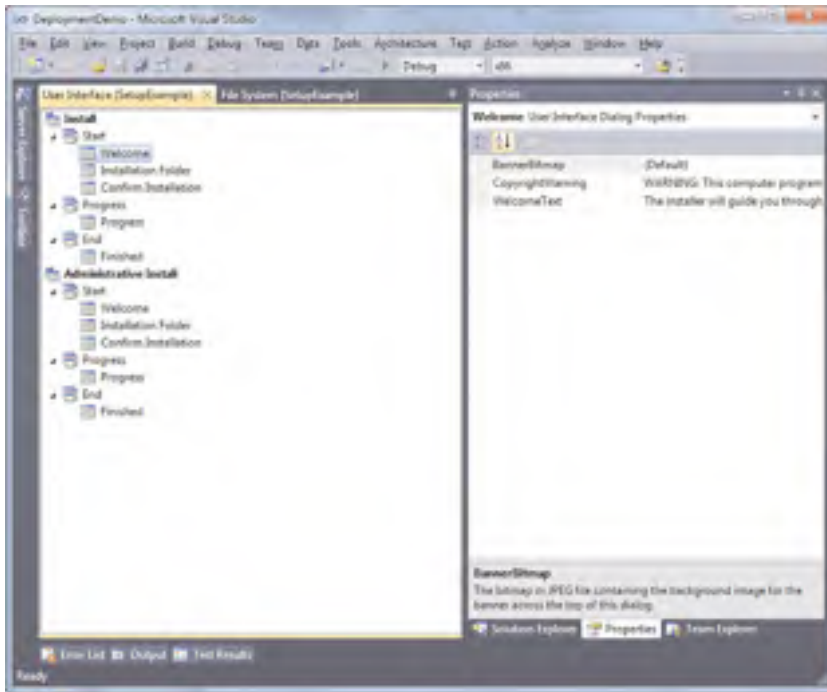 DeploymentDemo - Microsoft Visual Studio
File Edit View Project Build Debug Team Data Tools Architecture Test Action Analyze Window Help
Debug x86
Server Explorer Toolbox
User Interface (SetupExample) File System (SetupExample)
Install
Start
Welcome
Installation Folder
Confirm Installation
Progress
Progress
End
Finished
Administrative Install
Start
Welcome
Installation Folder
Confirm Installation
Progress
Progress
End
Finished
Properties
Welcome User Interface Dialog Properties
BannerBitmap (Default)
CopyrightWarning WARNING: This computer program
WelcomeText The installer will guide you through
BannerBitmap
The bitmap or JPEG file containing the background image for the
banner across the top of this dialog.
Solution Explorer Properties Team Explorer
Error List Output Test Results
Ready